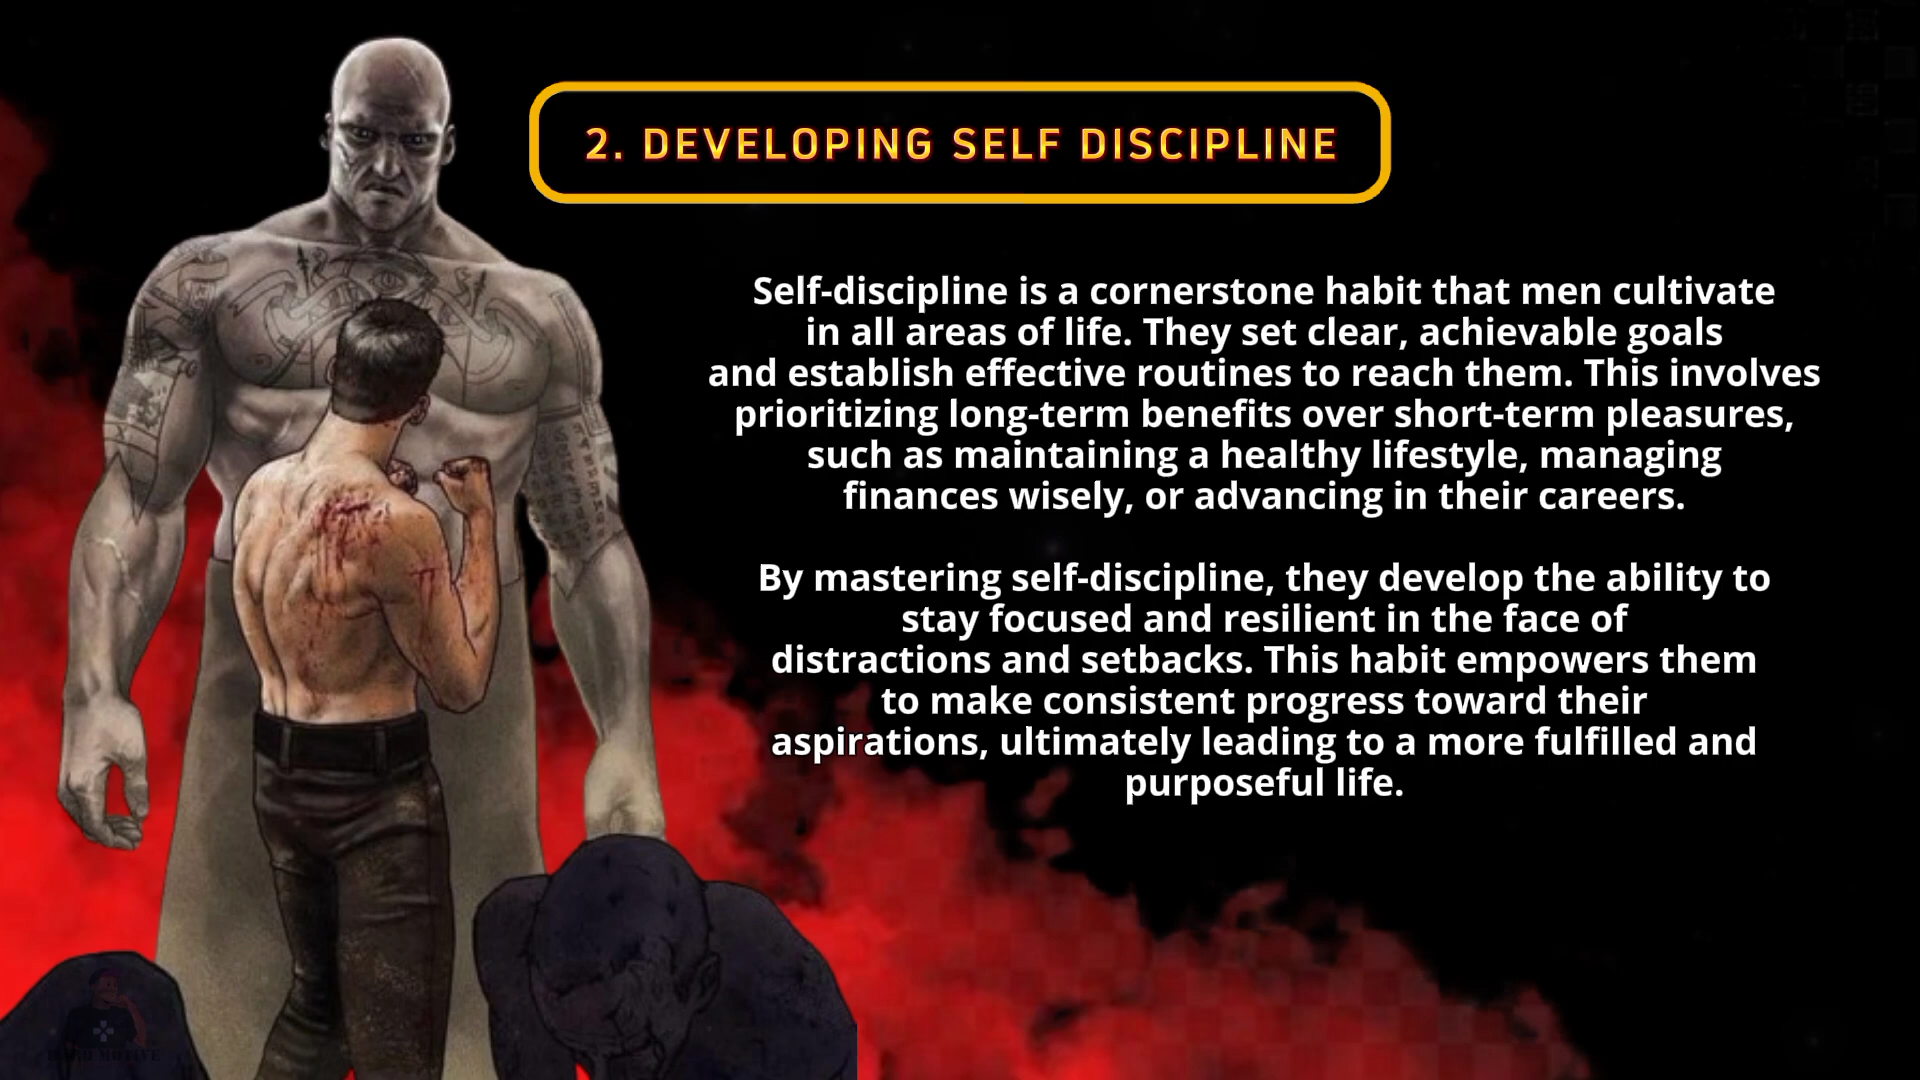 2. DEVELOPING SELF DISCIPLINE
Self-discipline is a cornerstone habit that men cultivate
in all areas of life. They set clear, achievable goals
and establish effective routines to reach them. This involves
prioritizing long-term benefits over short-term pleasures,
such as maintaining a healthy lifestyle, managing
finances wisely, or advancing in their careers.
By mastering self-discipline, they develop the ability to
stay focused and resilient in the face of
distractions and setbacks. This habit empowers them
to make consistent progress toward their
aspirations, ultimately leading to a more fulfilled and
purposeful life.